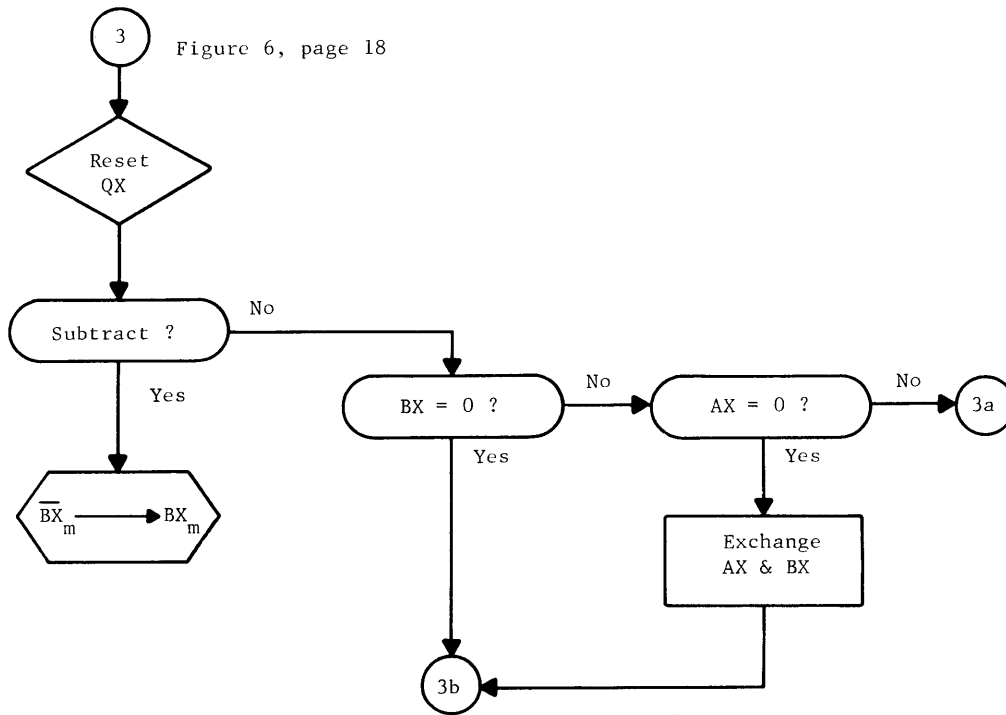 3
Figure 6, page 18
Reset
QX
Subtract ?
No
Yes
BX = 0 ?
No
AX = 0 ?
No
3a
Yes
Yes
B̅X̅ₘ BXₘ
Exchange
AX & BX
3b